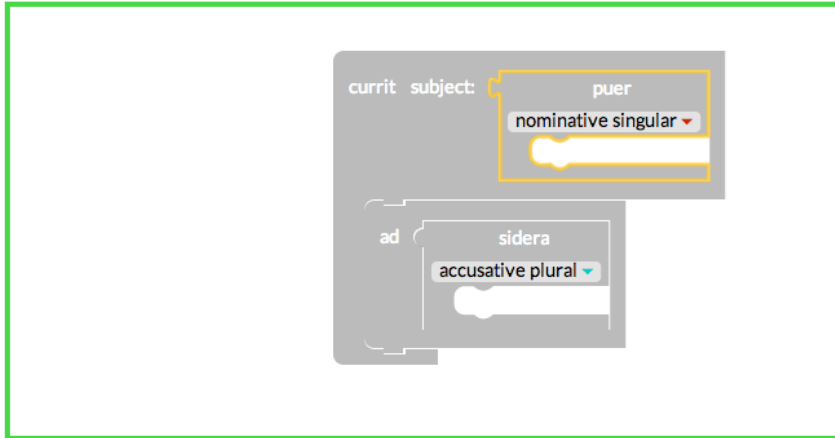 currit subject: puer
nominative singular
ad sidera
accusative plural